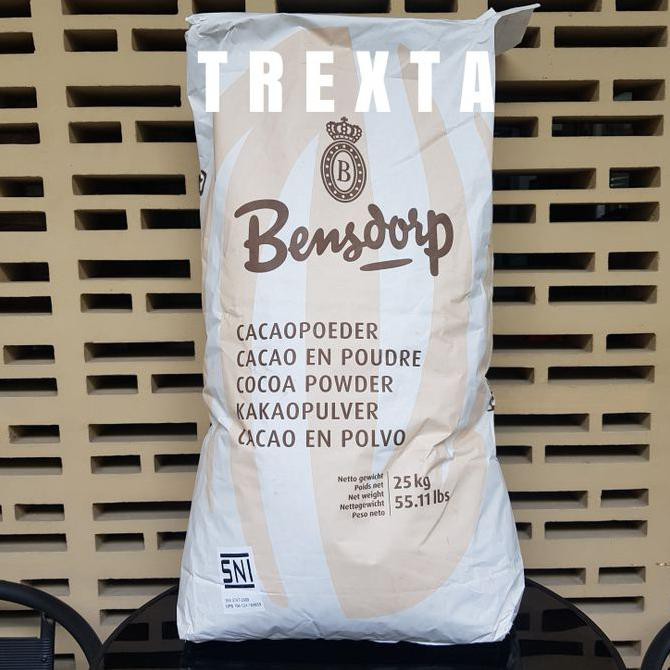 TREXTA
B
Bensdorp
CACAOPOEDER
CACAO EN POUDRE
COCOA POWDER
KAKAOPULVER
CACAO EN POLVO
Netto gewicht
Poids net
Net weight
Nettogewicht
Peso neto
25 kg
55.11 lbs
SNI